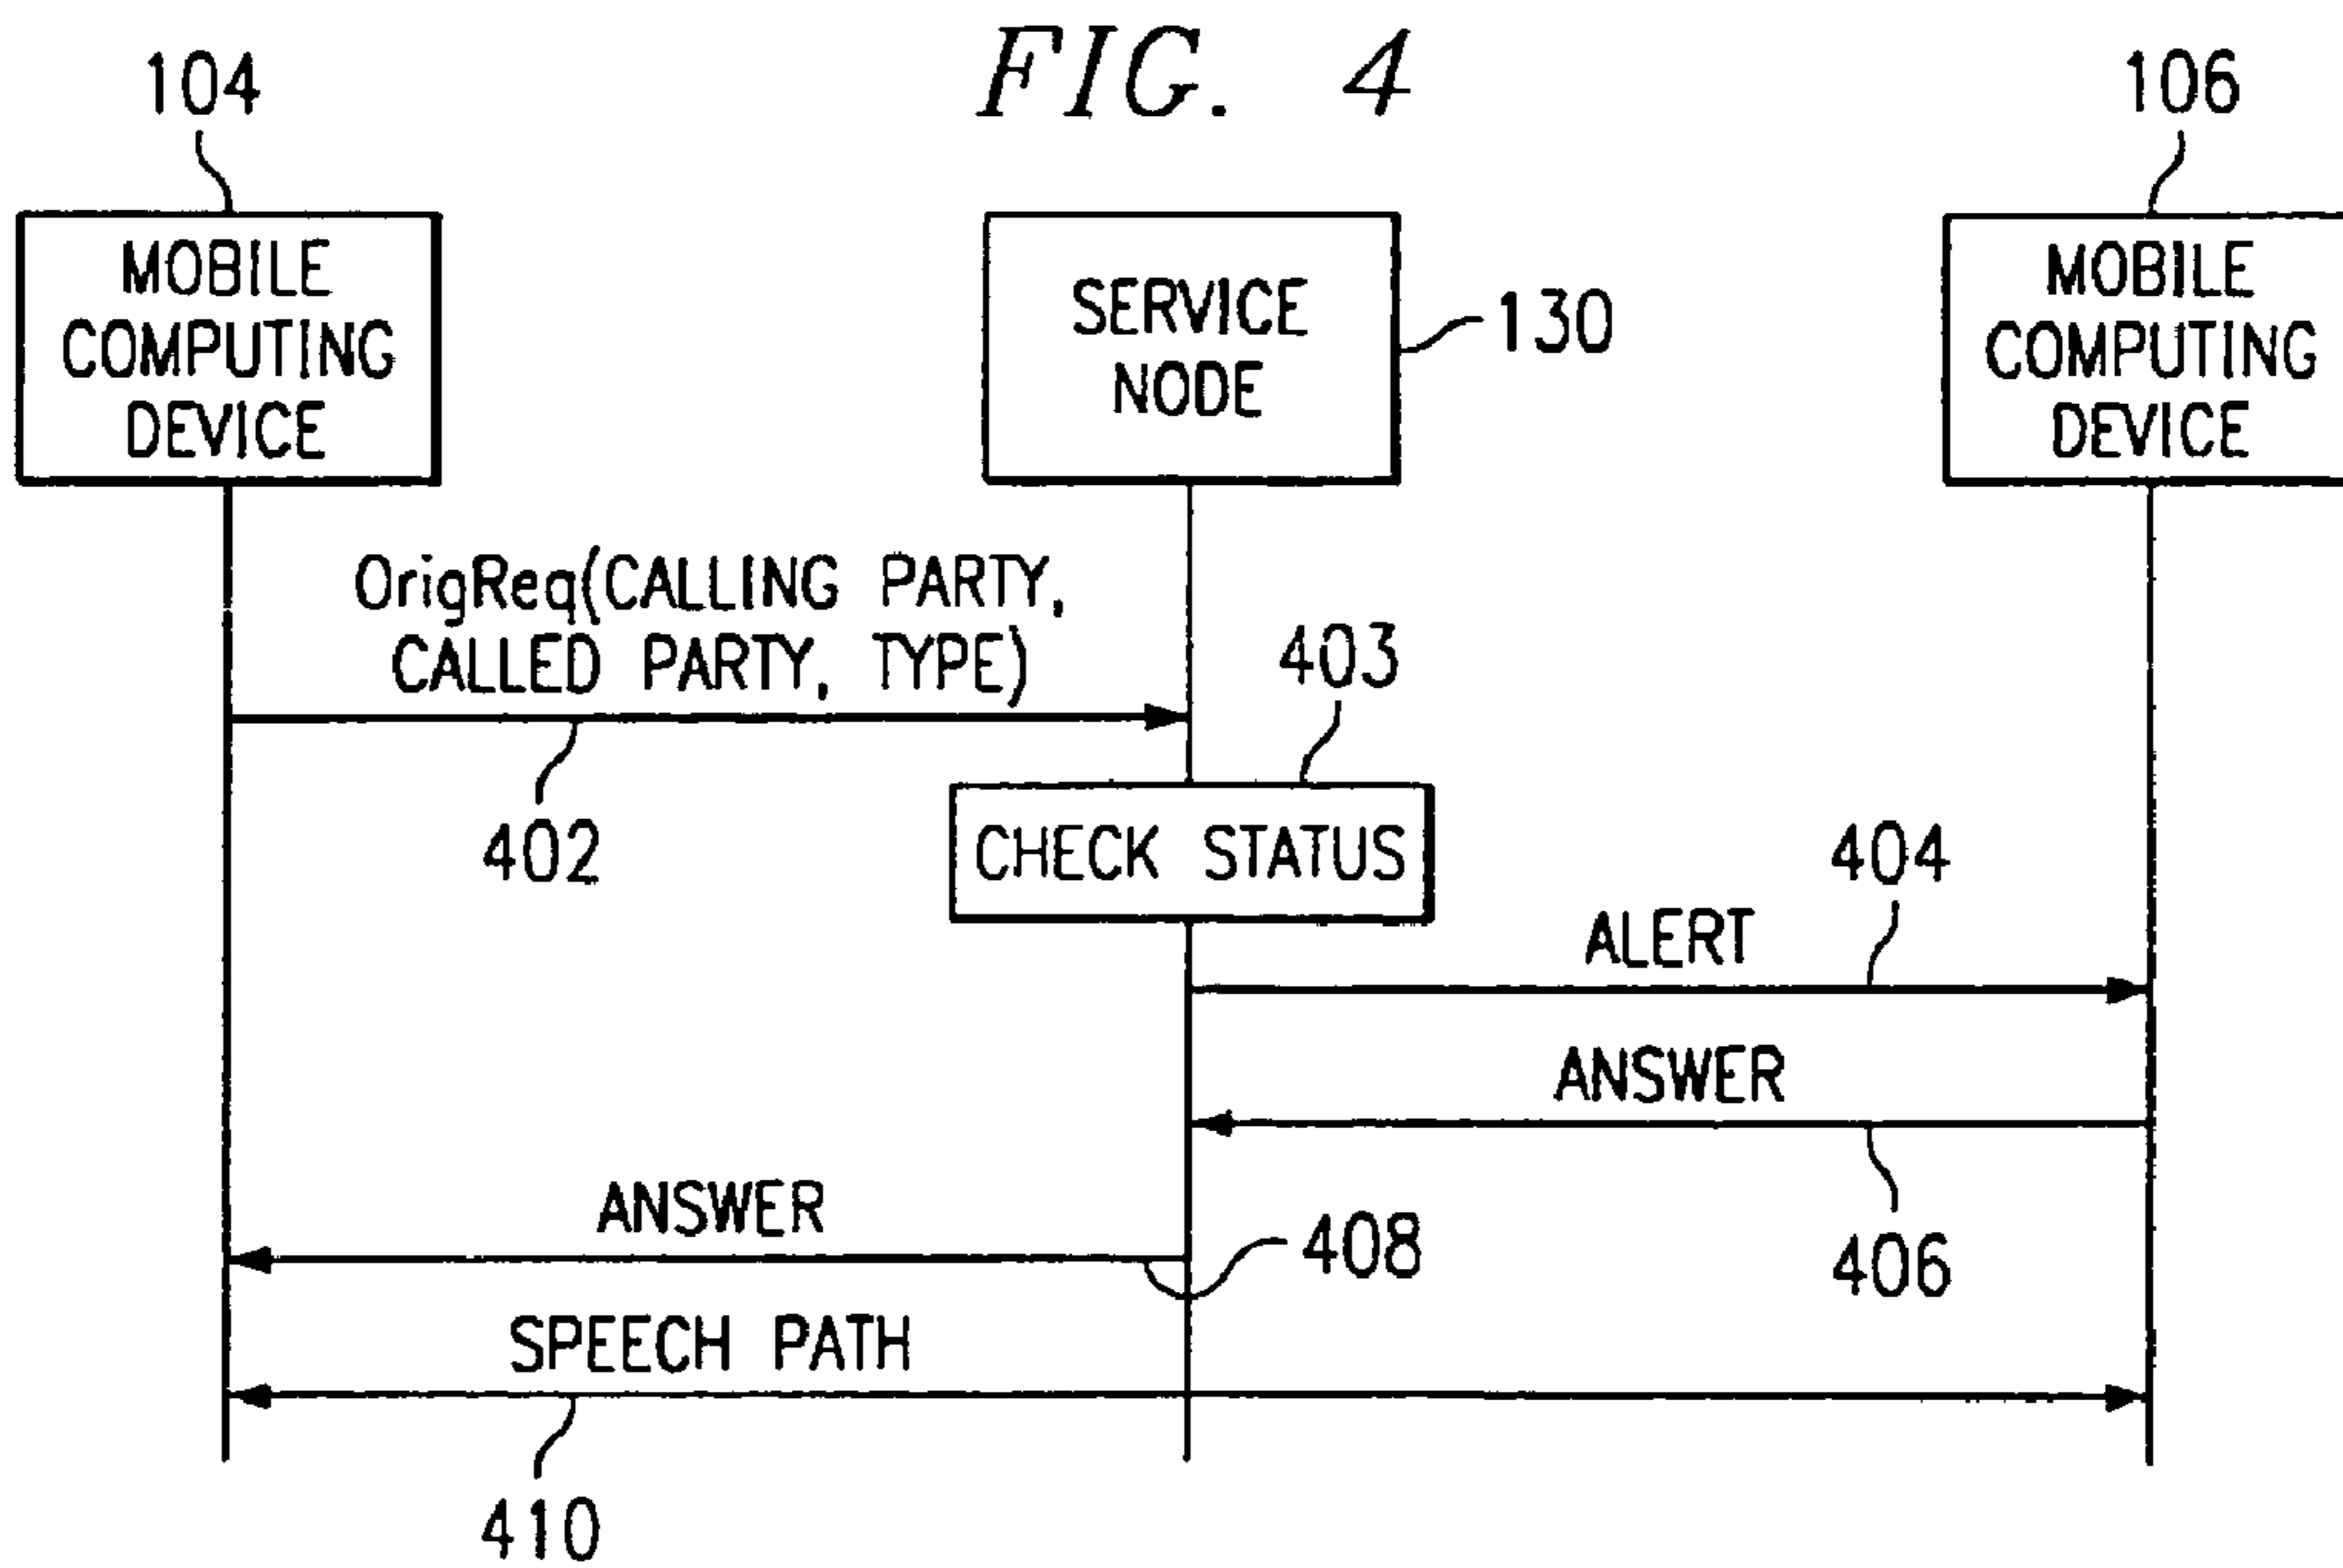 FIG. 4
104
106
MOBILE
COMPUTING
DEVICE
SERVICE
NODE
130
MOBILE
COMPUTING
DEVICE
OrigReq(CALLING PARTY,
CALLED PARTY, TYPE)
403
402
CHECK STATUS
404
ALERT
ANSWER
406
ANSWER
408
SPEECH PATH
410